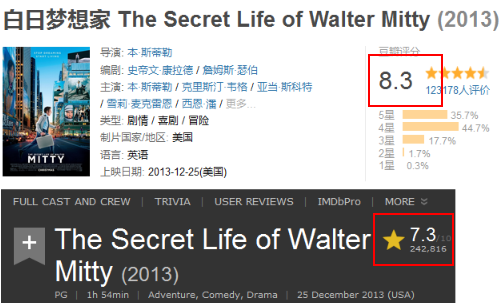 白日梦想家 The Secret Life of Walter Mitty (2013)
导演: 本·斯蒂勒
编剧: 史帝文·康拉德 / 詹姆斯·瑟伯
主演: 本·斯蒂勒 / 克里斯汀·韦格 / 亚当·斯科特
/ 雪莉·麦克雷恩 / 西恩·潘 / 更多...
类型: 剧情 / 喜剧 / 冒险
制片国家/地区: 美国
语言: 英语
上映日期: 2013-12-25(美国)
MITTY
豆瓣评分
8.3
123178人评价
5星 35.7%
4星 44.7%
3星 17.7%
2星 1.7%
1星 0.3%
FULL CAST AND CREW | TRIVIA | USER REVIEWS | IMDbPro | MORE
The Secret Life of Walter
Mitty (2013)
7.3/10
242,816
PG | 1h 54min | Adventure, Comedy, Drama | 25 December 2013 (USA)